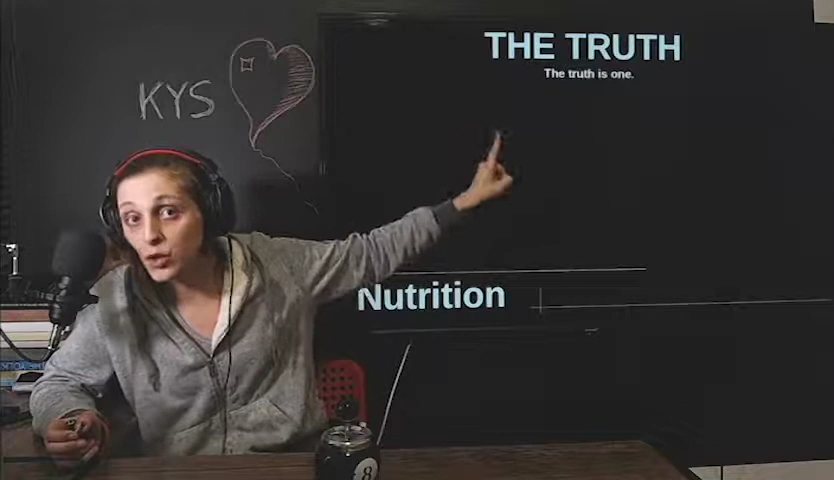 THE TRUTH
The truth is one.
KYS
Nutrition
8